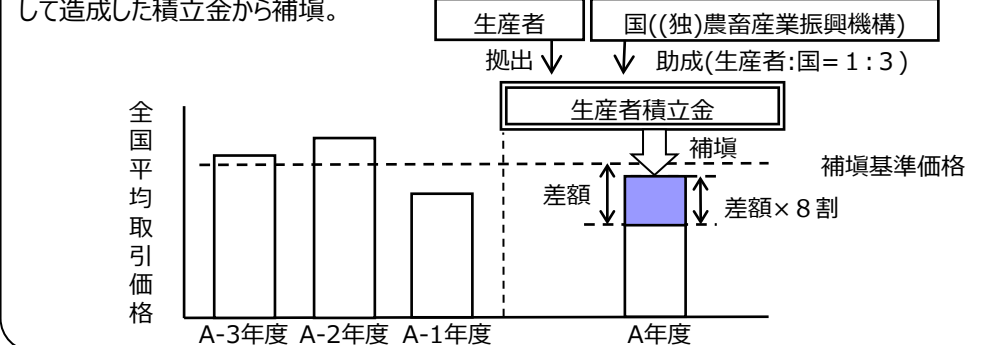 して造成した積立金から補塡。
生産者
国((独)農畜産業振興機構)
拠出
助成(生産者:国=1:3)
生産者積立金
補塡
補塡基準価格
差額
差額×8割
全国平均取引価格
A-3年度 A-2年度 A-1年度 A年度